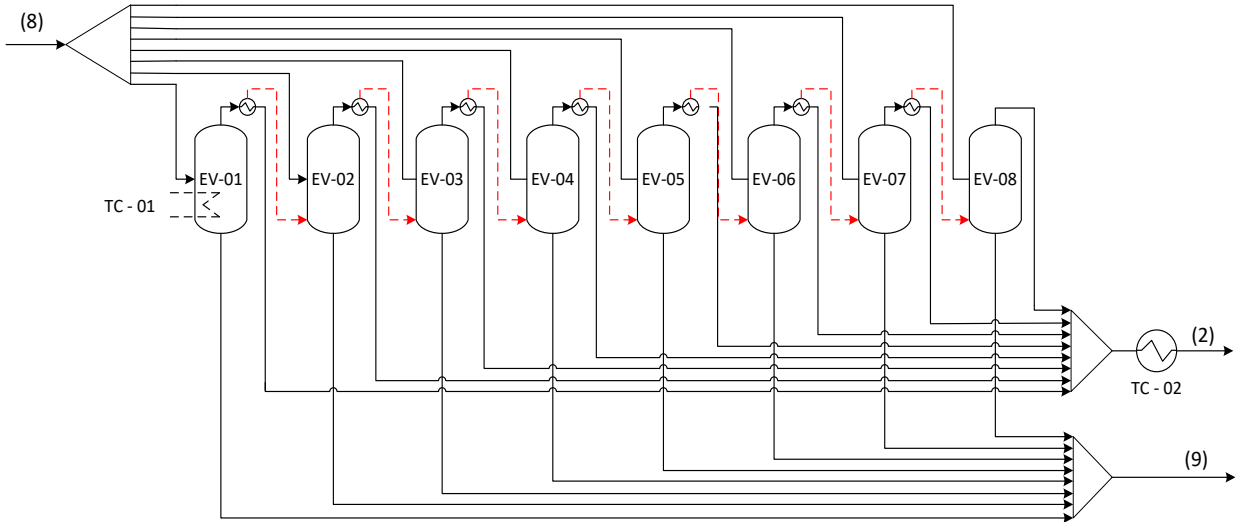 (8)
EV-01
EV-02
EV-03
EV-04
EV-05
EV-06
EV-07
EV-08
TC - 01
(2)
TC - 02
(9)